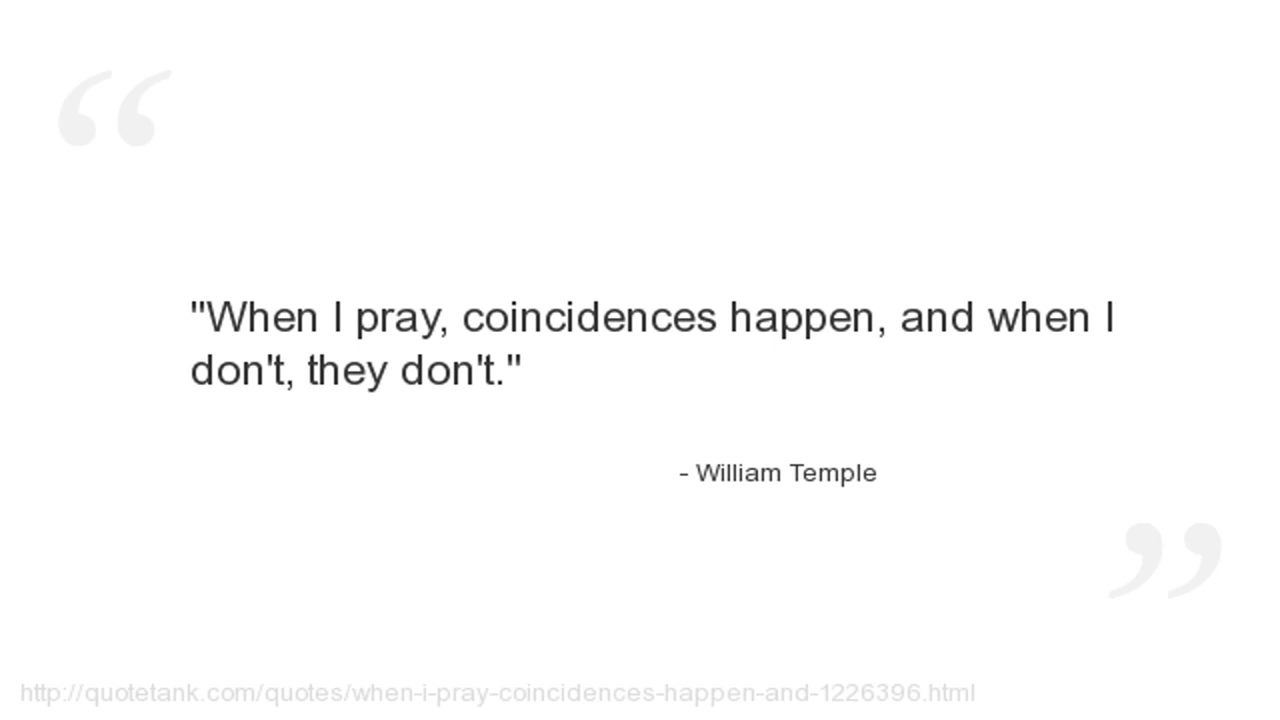 "When I pray, coincidences happen, and when I
don't, they don't."
- William Temple
http://quotetank.com/quotes/when-i-pray-coincidences-happen-and-1226396.html